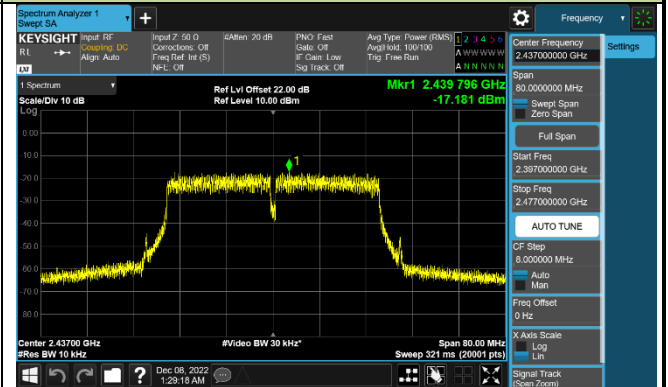 Spectrum Analyzer 1
Swept SA
Frequency
KEYSIGHT
RL
Input: RF
Coupling: DC
Align: Auto
Input Z: 50 Ω
Corrections: Off
Freq Ref: Int (S)
NFE: Off
#Atten: 20 dB
PNO: Fast
Gate: Off
IF Gain: Low
Sig Track: Off
Avg Type: Power (RMS)
Avg|Hold: 100/100
Trig: Free Run
1 2 3 4 5 6
A W W W W W
A N N N N N
LXI
1 Spectrum
Scale/Div 10 dB
Log
Ref Lvl Offset 22.00 dB
Ref Level 10.00 dBm
Mkr1 2.439 796 GHz
-17.181 dBm
0.00
-10.0
-20.0
-30.0
-40.0
-50.0
-60.0
-70.0
-80.0
1
Center 2.43700 GHz
#Res BW 10 kHz
#Video BW 30 kHz*
Span 80.00 MHz
Sweep 321 ms (20001 pts)
Dec 08, 2022
1:29:18 AM
Center Frequency
2.437000000 GHz
Span
80.0000000 MHz
Swept Span
Zero Span
Full Span
Start Freq
2.397000000 GHz
Stop Freq
2.477000000 GHz
AUTO TUNE
CF Step
8.000000 MHz
Auto
Man
Freq Offset
0 Hz
X Axis Scale
Log
Lin
Signal Track
(Span Zoom)
Settings